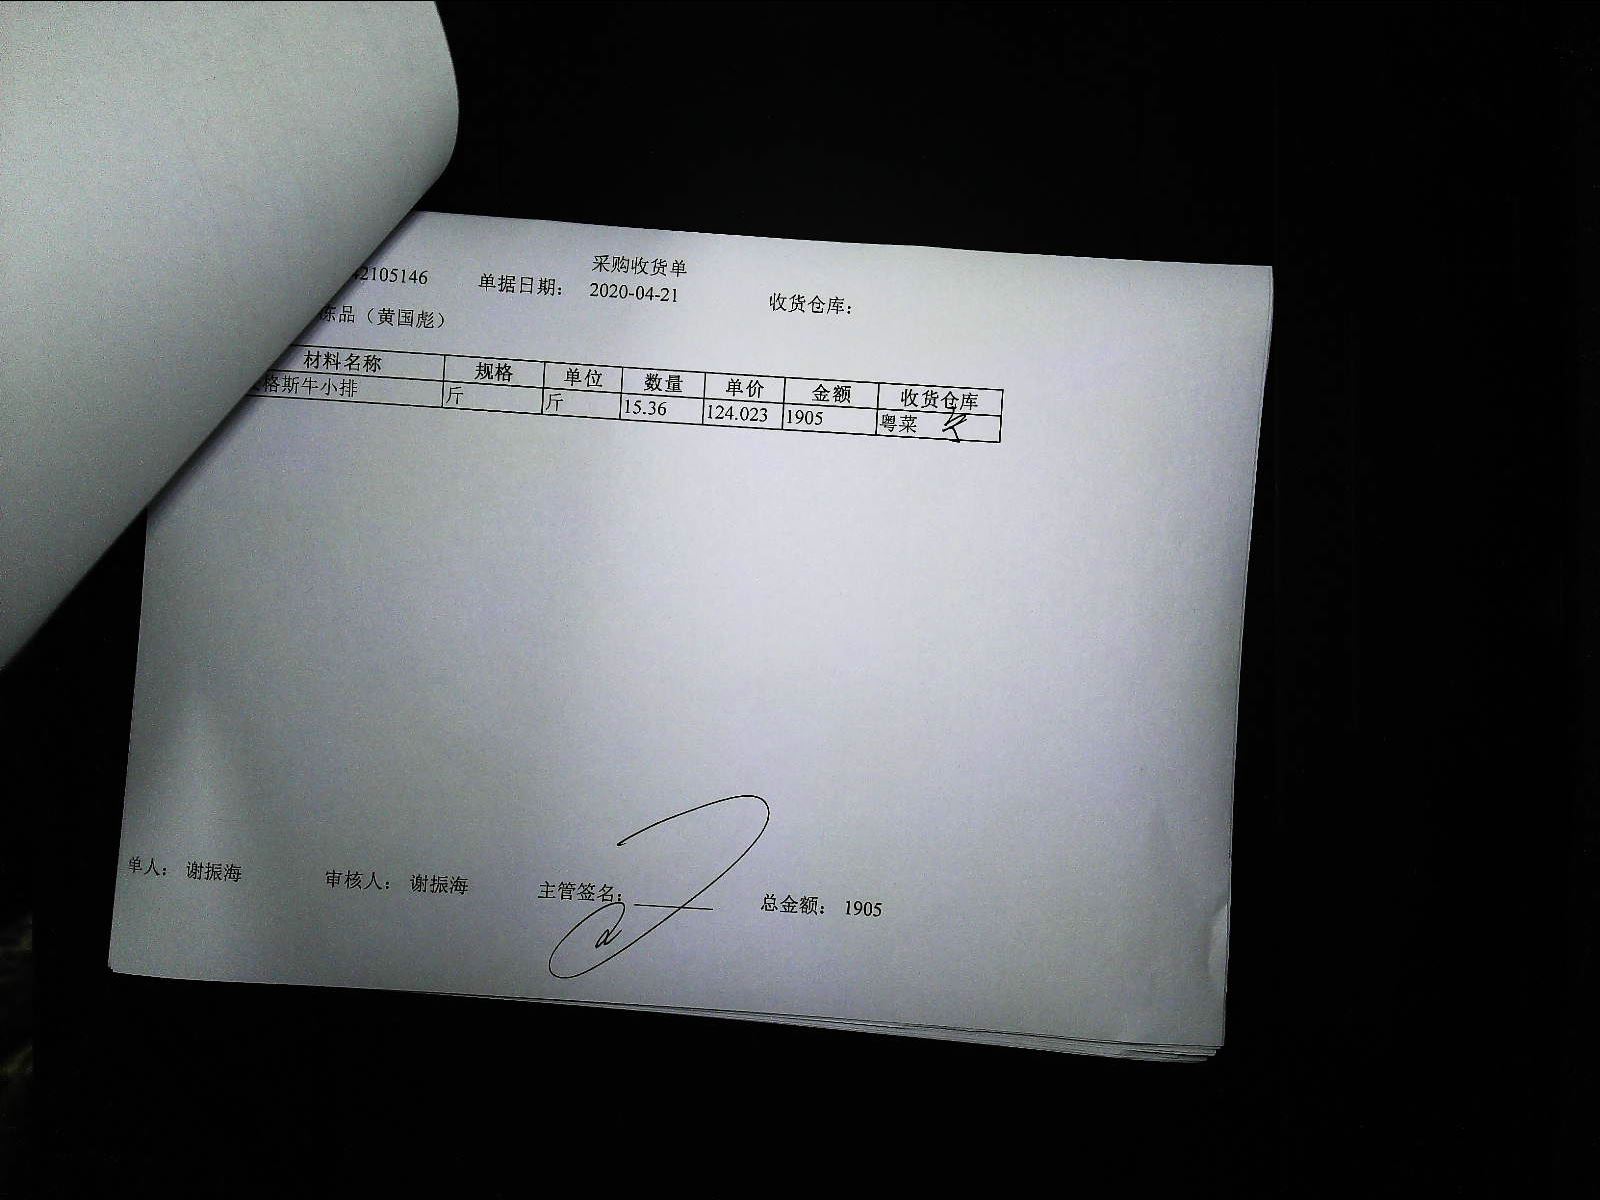 采购收货单
42105146 单据日期： 2020-04-21 收货仓库：
冻品（黄国彪）
材料名称 规格 单位 数量 单价 金额 收货仓库
格斯牛小排 斤 斤 15.36 124.023 1905 粤菜
单人： 谢振海 审核人： 谢振海 主管签名： 总金额： 1905